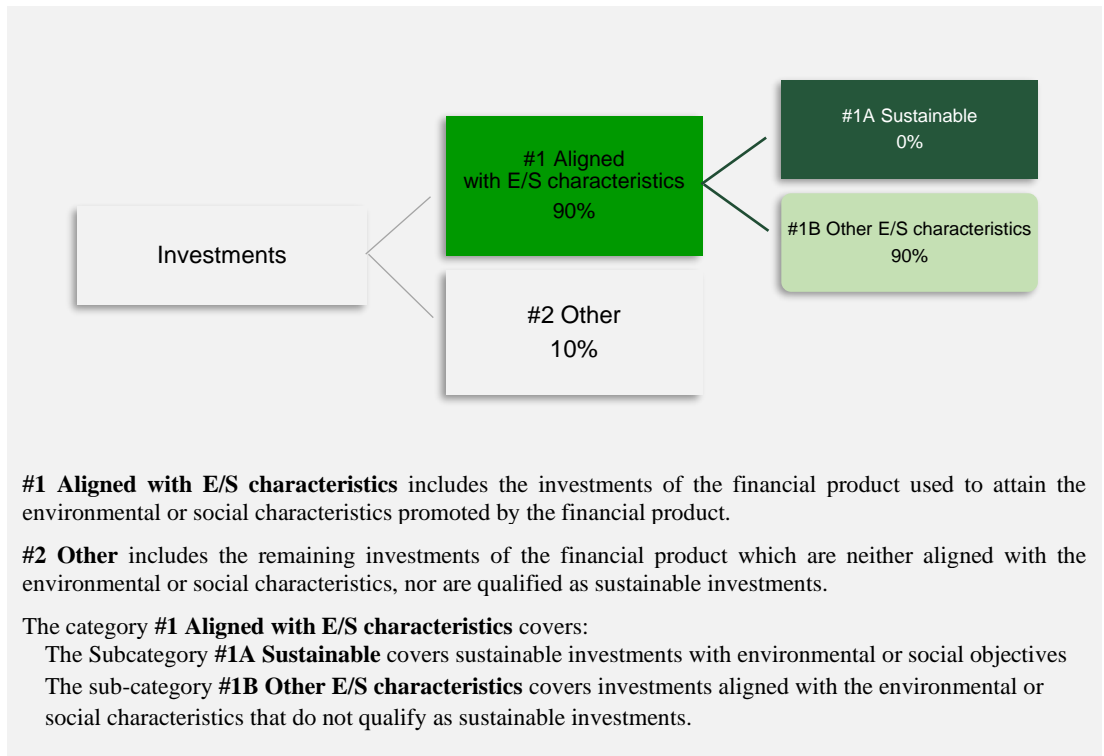 #1A Sustainable
0%
#1 Aligned
with E/S characteristics
90%
#1B Other E/S characteristics
90%
Investments
#2 Other
10%
#1 Aligned with E/S characteristics includes the investments of the financial product used to attain the
environmental or social characteristics promoted by the financial product.
#2 Other includes the remaining investments of the financial product which are neither aligned with the
environmental or social characteristics, nor are qualified as sustainable investments.
The category #1 Aligned with E/S characteristics covers:
The Subcategory #1A Sustainable covers sustainable investments with environmental or social objectives
The sub-category #1B Other E/S characteristics covers investments aligned with the environmental or
social characteristics that do not qualify as sustainable investments.